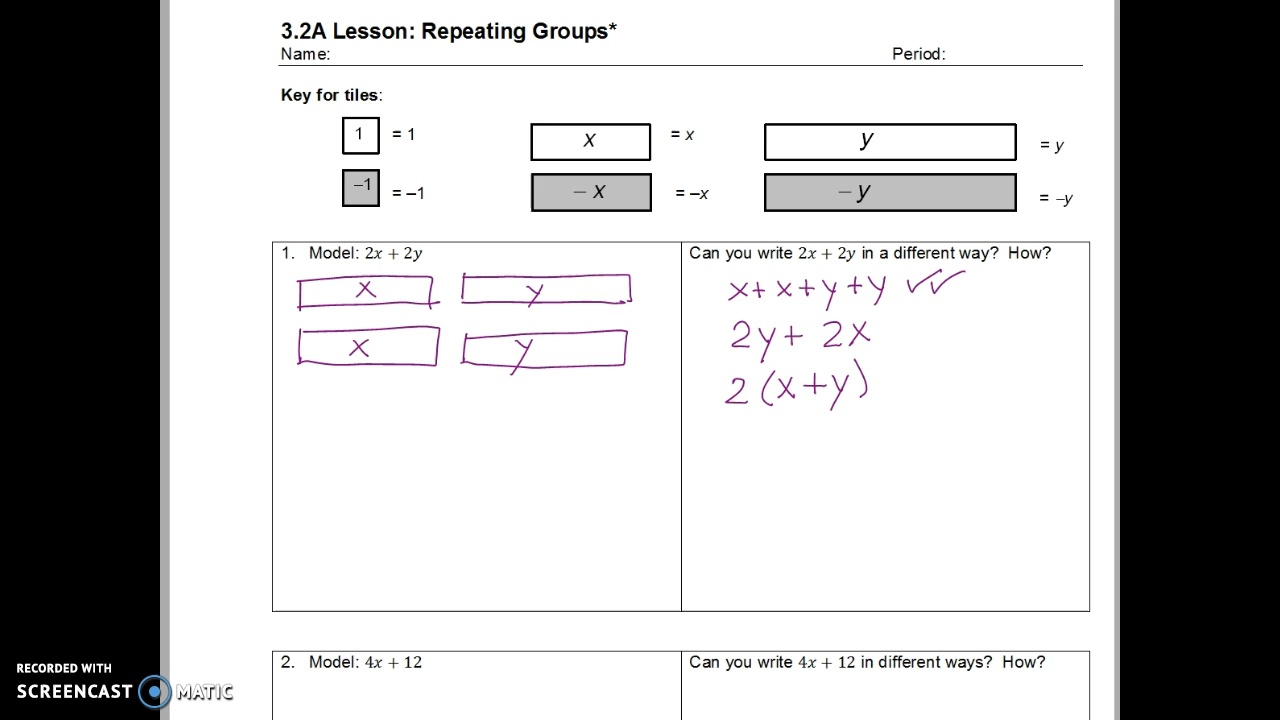 3.2A Lesson: Repeating Groups*
Name: Period:
Key for tiles:
1 = 1 x = x y = y
–1 = –1 – x = –x – y = –y
1. Model: 2x + 2y
x y
x y
Can you write 2x + 2y in a different way? How?
x + x + y + y ✓✓
2y + 2x
2 (x + y)
2. Model: 4x + 12
Can you write 4x + 12 in different ways? How?
RECORDED WITH
SCREENCAST MATIC